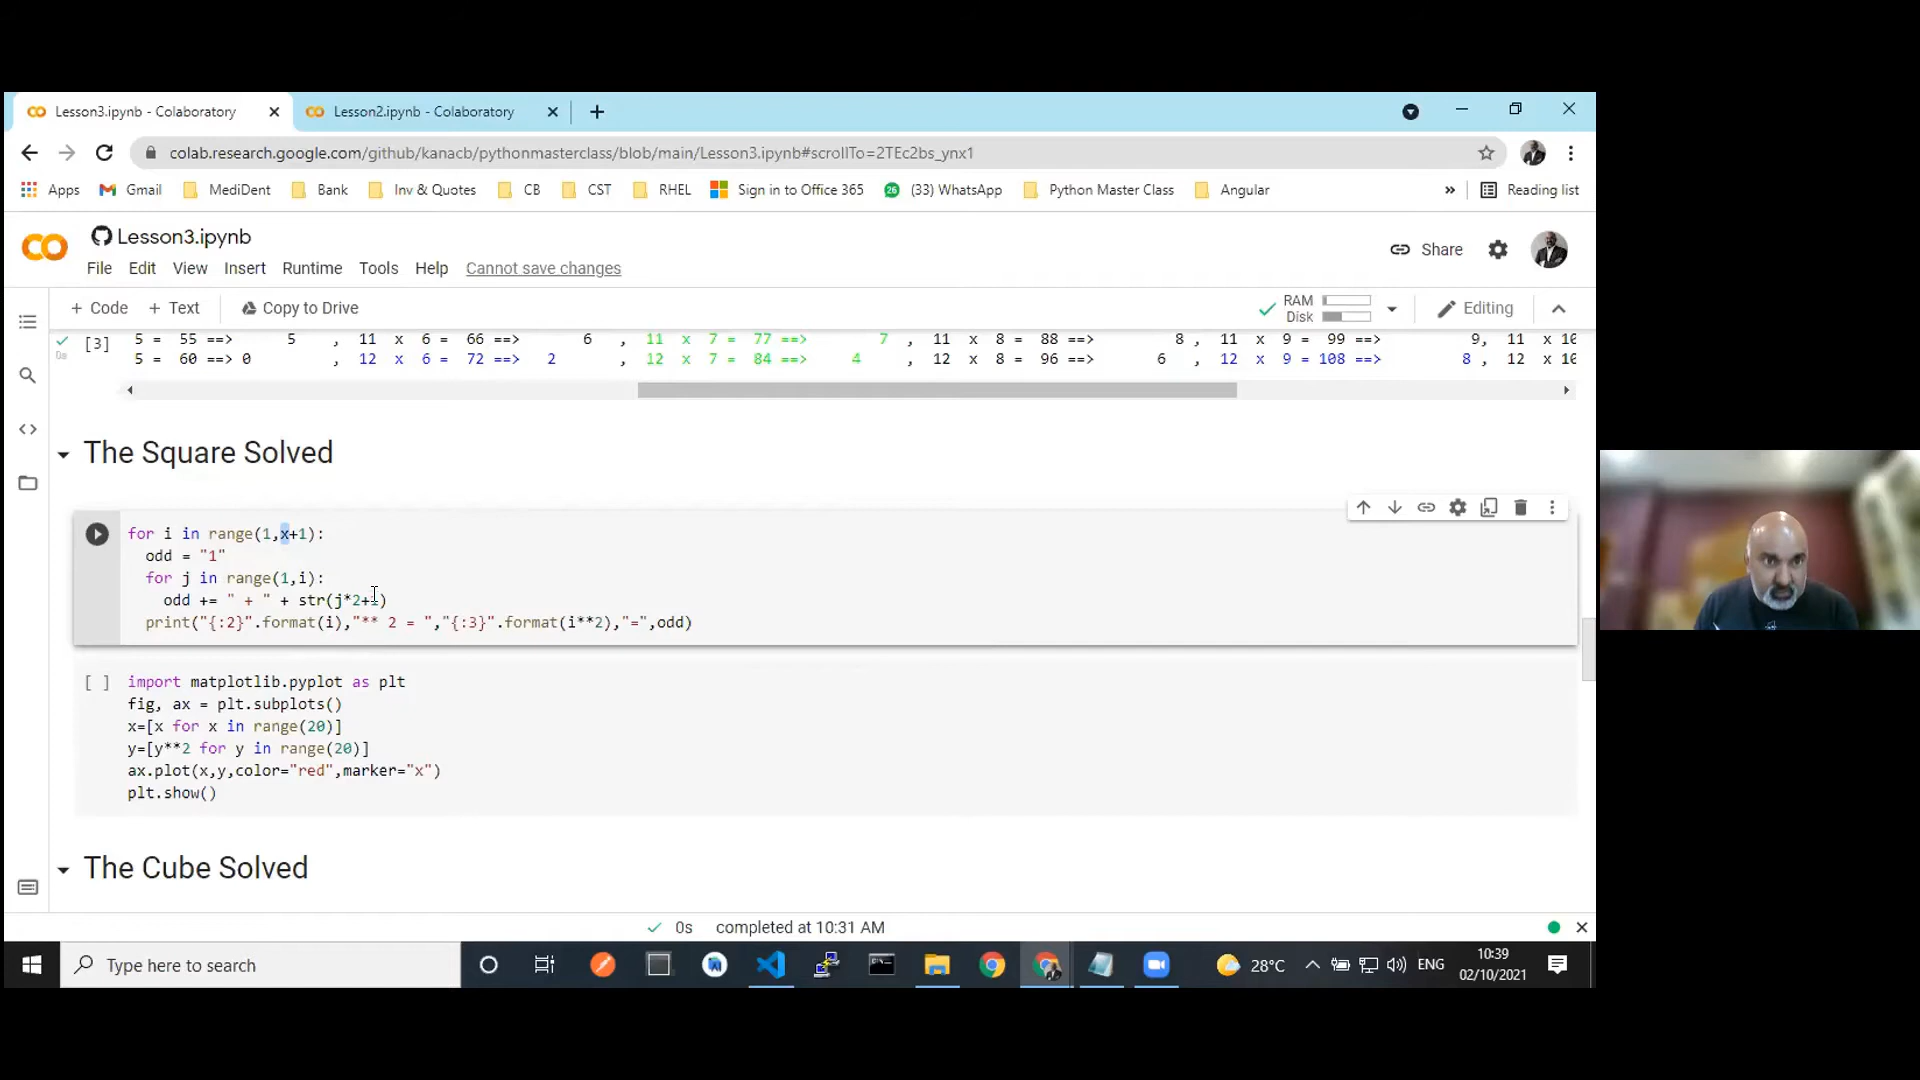 Lesson3.ipynb - Colaboratory
Lesson2.ipynb - Colaboratory
colab.research.google.com/github/kanacb/pythonmasterclass/blob/main/Lesson3.ipynb#scrollTo=2TEc2bs_ynx1
Apps Gmail MediDent Bank Inv & Quotes CB CST RHEL Sign in to Office 365 26 (33) WhatsApp Python Master Class Angular » Reading list
Lesson3.ipynb
Share
File Edit View Insert Runtime Tools Help Cannot save changes
+ Code + Text Copy to Drive
RAM
Disk
Editing
[3] 5 = 55 ==> 5 , 11 x 6 = 66 ==> 6 , 11 x 7 = 77 ==> 7 , 11 x 8 = 88 ==> 8 , 11 x 9 = 99 ==> 9, 11 x 10
0s 5 = 60 ==> 0 , 12 x 6 = 72 ==> 2 , 12 x 7 = 84 ==> 4 , 12 x 8 = 96 ==> 6 , 12 x 9 = 108 ==> 8 , 12 x 10
The Square Solved
for i in range(1,x+1):
odd = "1"
for j in range(1,i):
odd += " + " + str(j*2+1)
print("{:2}".format(i),"** 2 = ","{:3}".format(i**2),"=",odd)
[ ] import matplotlib.pyplot as plt
fig, ax = plt.subplots()
x=[x for x in range(20)]
y=[y**2 for y in range(20)]
ax.plot(x,y,color="red",marker="x")
plt.show()
The Cube Solved
0s completed at 10:31 AM
Type here to search
28°C
ENG
10:39
02/10/2021